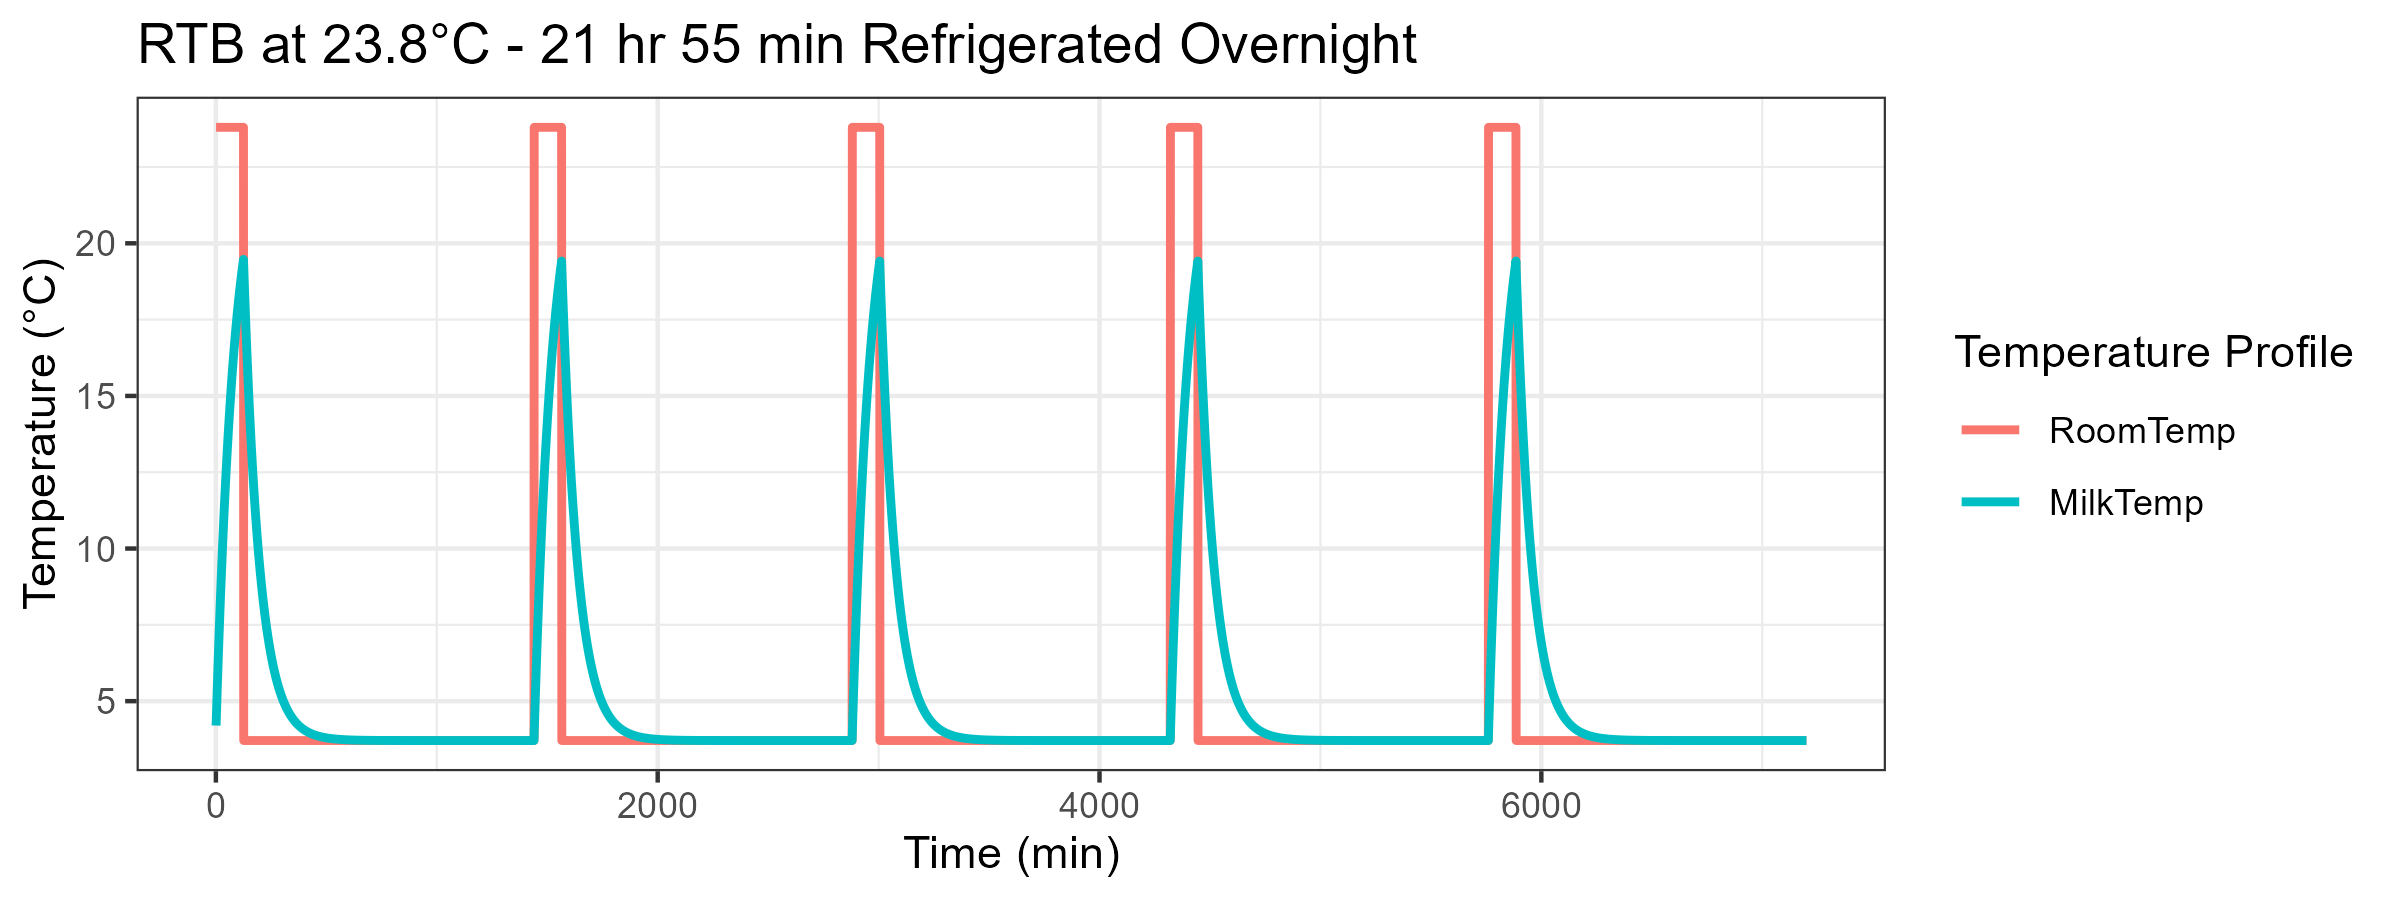 RTB at 23.8°C - 21 hr 55 min Refrigerated Overnight
Temperature (°C)
20
15
10
5
0
2000
4000
6000
Time (min)
Temperature Profile
RoomTemp
MilkTemp